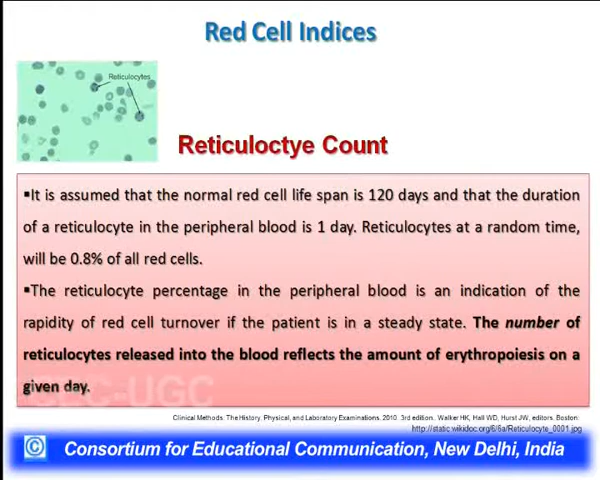 Red Cell Indices
Reticulocytes
Reticuloctye Count
▪It is assumed that the normal red cell life span is 120 days and that the duration
of a reticulocyte in the peripheral blood is 1 day. Reticulocytes at a random time,
will be 0.8% of all red cells.
▪The reticulocyte percentage in the peripheral blood is an indication of the
rapidity of red cell turnover if the patient is in a steady state. The number of
reticulocytes released into the blood reflects the amount of erythropoiesis on a
given day.
CEC-UGC
Clinical Methods. The History, Physical, and Laboratory Examinations. 2010. 3rd edition., Walker HK, Hall WD, Hurst JW, editors. Boston:
http://static.wikidoc.org/6/6a/Reticulocyte_0001.jpg
© Consortium for Educational Communication, New Delhi, India